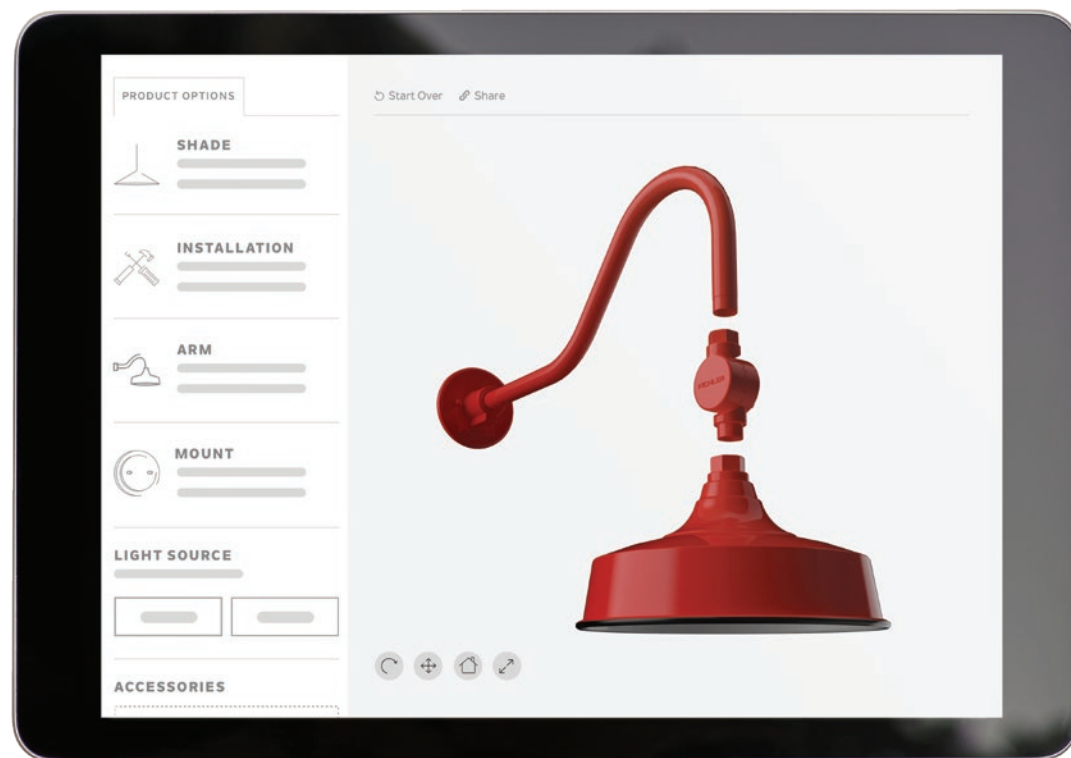 PRODUCT OPTIONS
Start Over
Share
SHADE
INSTALLATION
ARM
MOUNT
LIGHT SOURCE
ACCESSORIES